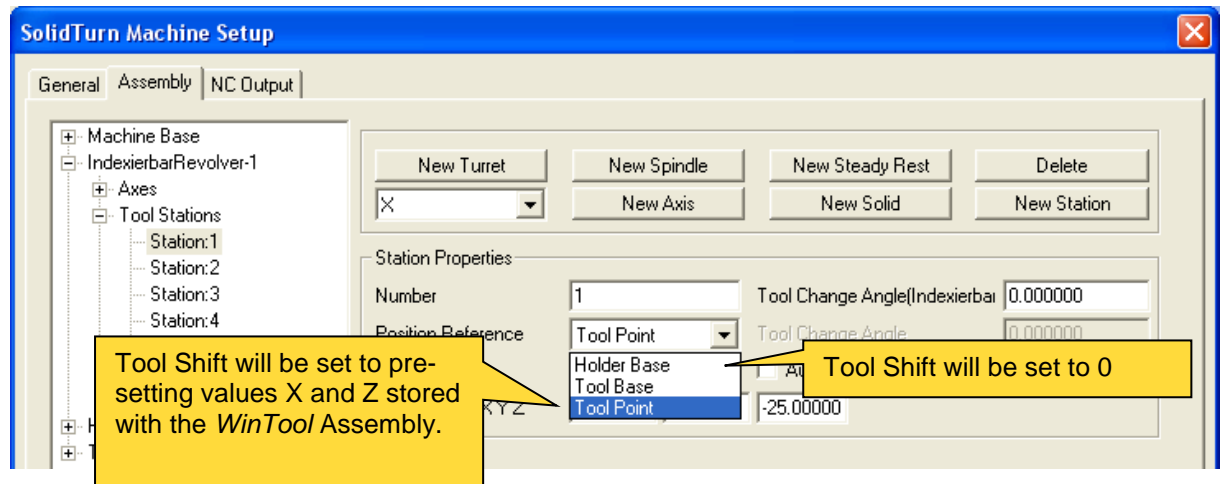 SolidTurn Machine Setup
General Assembly NC Output
Machine Base
IndexierbarRevolver-1
Axes
Tool Stations
Station:1
Station:2
Station:3
Station:4
New Turret New Spindle New Steady Rest Delete
X New Axis New Solid New Station
Station Properties
Number 1 Tool Change Angle(Indexierbar 0.000000
Position Reference Tool Point Tool Change Angle 0.000000
Holder Base
Tool Base
Tool Point
X Y Z -25.00000
Tool Shift will be set to pre-
setting values X and Z stored
with the WinTool Assembly.
Tool Shift will be set to 0